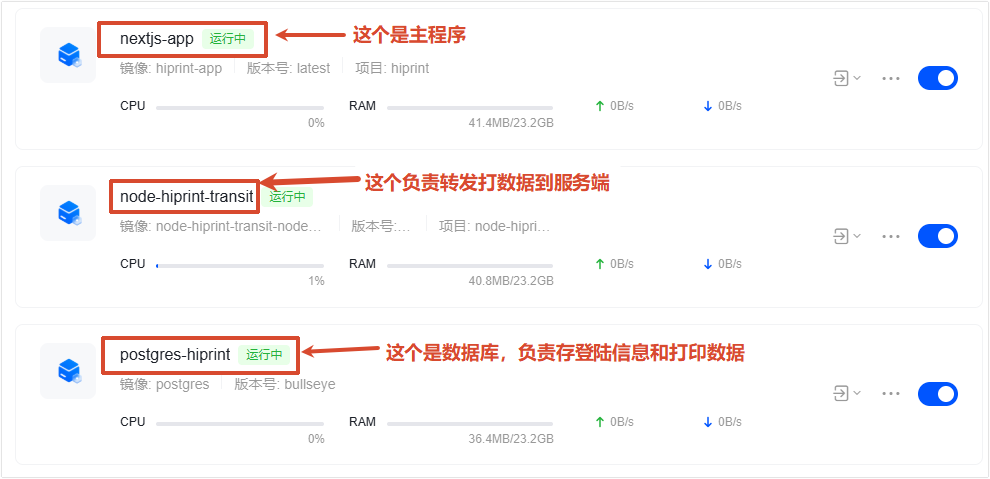 nextjs-app 运行中 这个是主程序
镜像: hiprint-app 版本号: latest 项目: hiprint
CPU RAM 0B/s 0B/s
0% 41.4MB/23.2GB
node-hiprint-transit 运行中 这个负责转发打数据到服务端
镜像: node-hiprint-transit-node... 版本号:... 项目: node-hipri...
CPU RAM 0B/s 0B/s
1% 40.8MB/23.2GB
postgres-hiprint 运行中 这个是数据库，负责存登陆信息和打印数据
镜像: postgres 版本号: bullseye
CPU RAM 0B/s 0B/s
0% 36.4MB/23.2GB